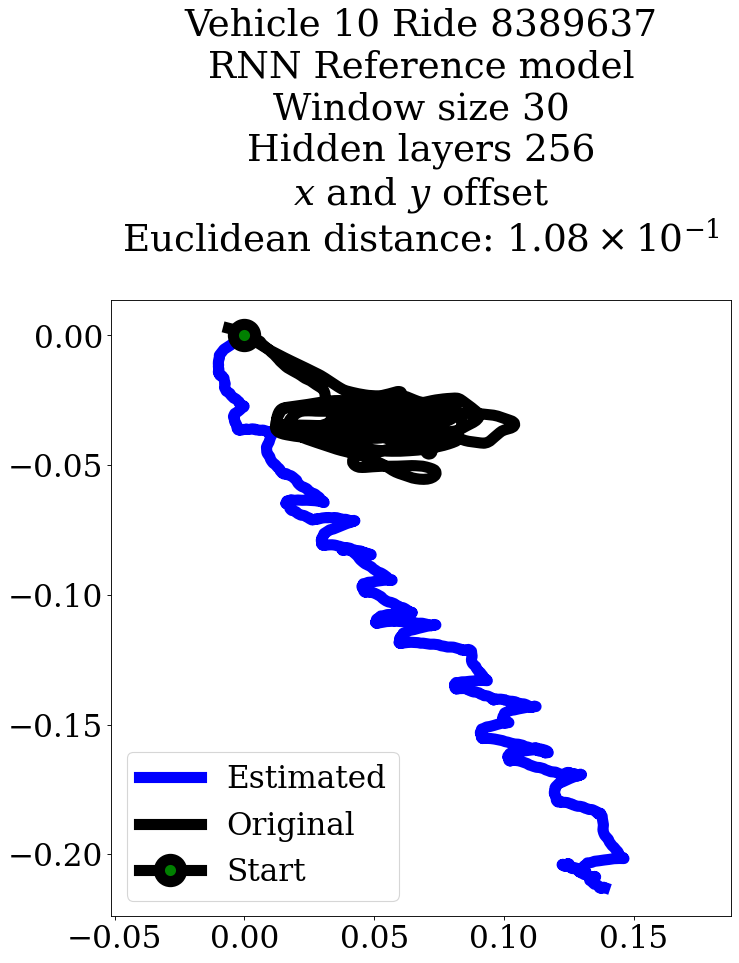 Vehicle 10 Ride 8389637
RNN Reference model
Window size 30
Hidden layers 256
x and y offset
Euclidean distance: 1.08 × 10⁻¹
0.00
−0.05
−0.10
−0.15
−0.20
Estimated
Original
Start
−0.05 0.00 0.05 0.10 0.15